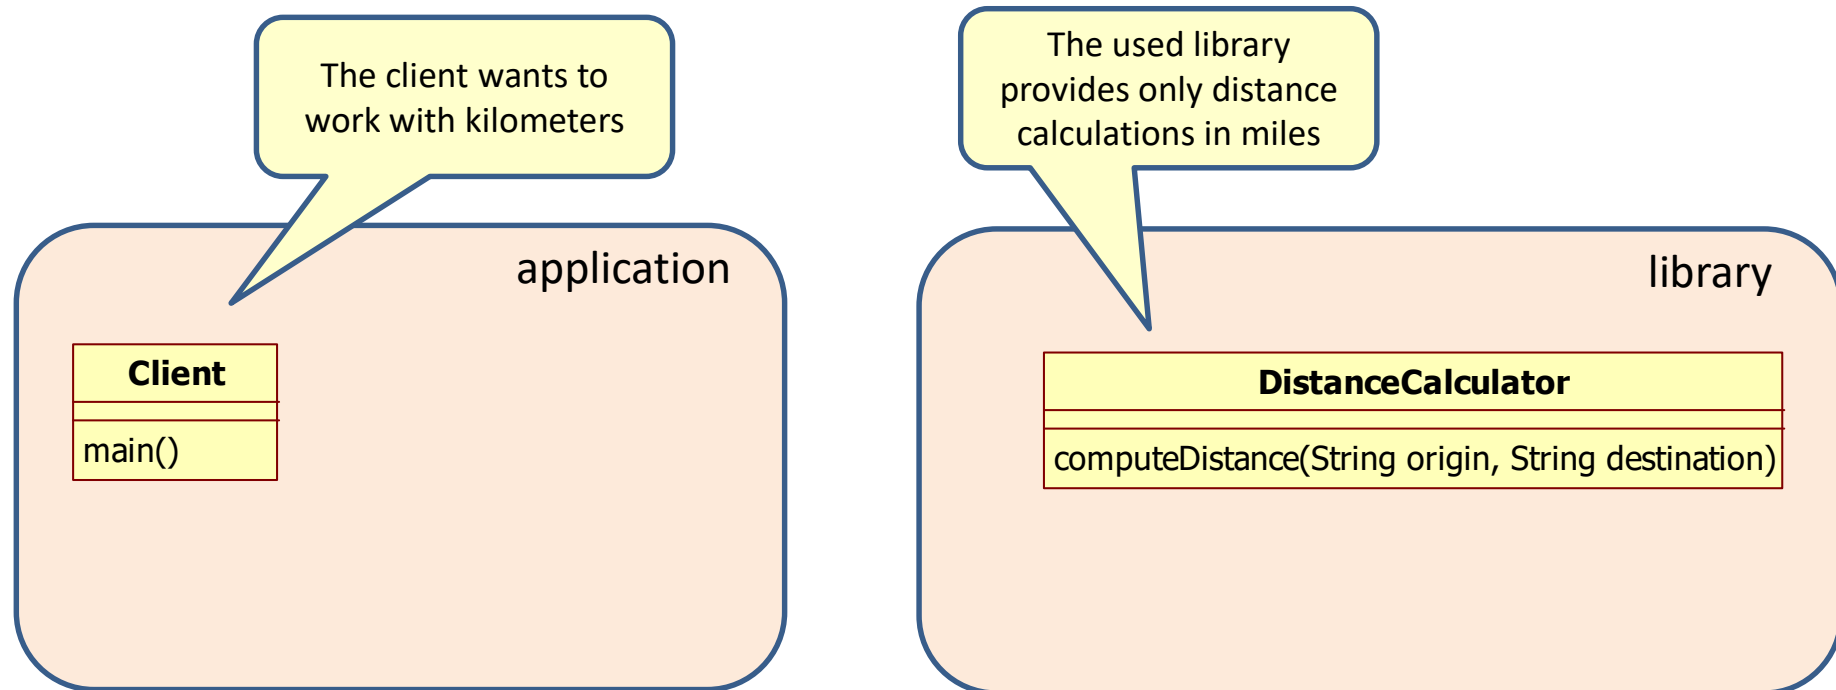 The client wants to
work with kilometers
The used library
provides only distance
calculations in miles
application
Client
main()
library
DistanceCalculator
computeDistance(String origin, String destination)